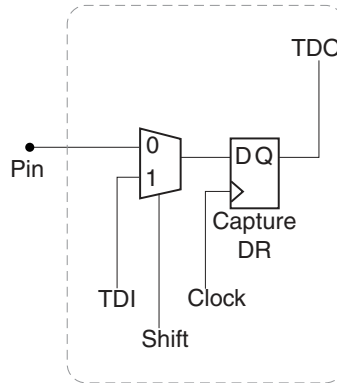 TDO
0
Pin
1
D Q
Capture
DR
TDI
Clock
Shift